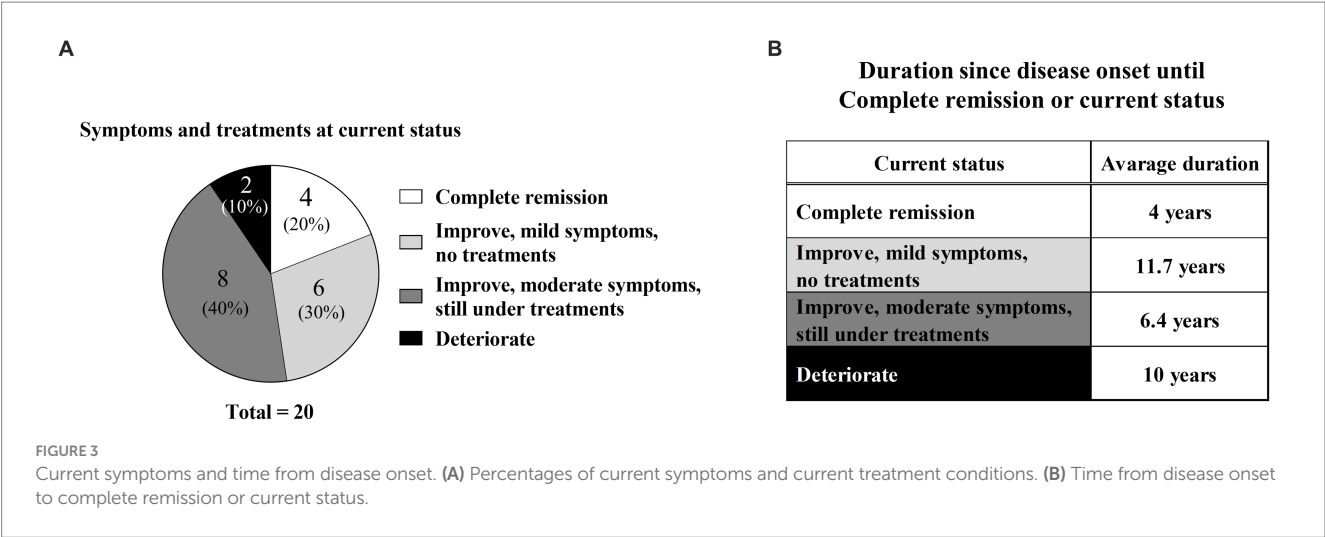 A
Symptoms and treatments at current status
2
(10%)
4
(20%)
8
(40%)
6
(30%)
Complete remission
Improve, mild symptoms,
no treatments
Improve, moderate symptoms,
still under treatments
Deteriorate
Total = 20
B
Duration since disease onset until
Complete remission or current status
Current status Avarage duration
Complete remission 4 years
Improve, mild symptoms,
no treatments 11.7 years
Improve, moderate symptoms,
still under treatments 6.4 years
Deteriorate 10 years
FIGURE 3
Current symptoms and time from disease onset. (A) Percentages of current symptoms and current treatment conditions. (B) Time from disease onset
to complete remission or current status.